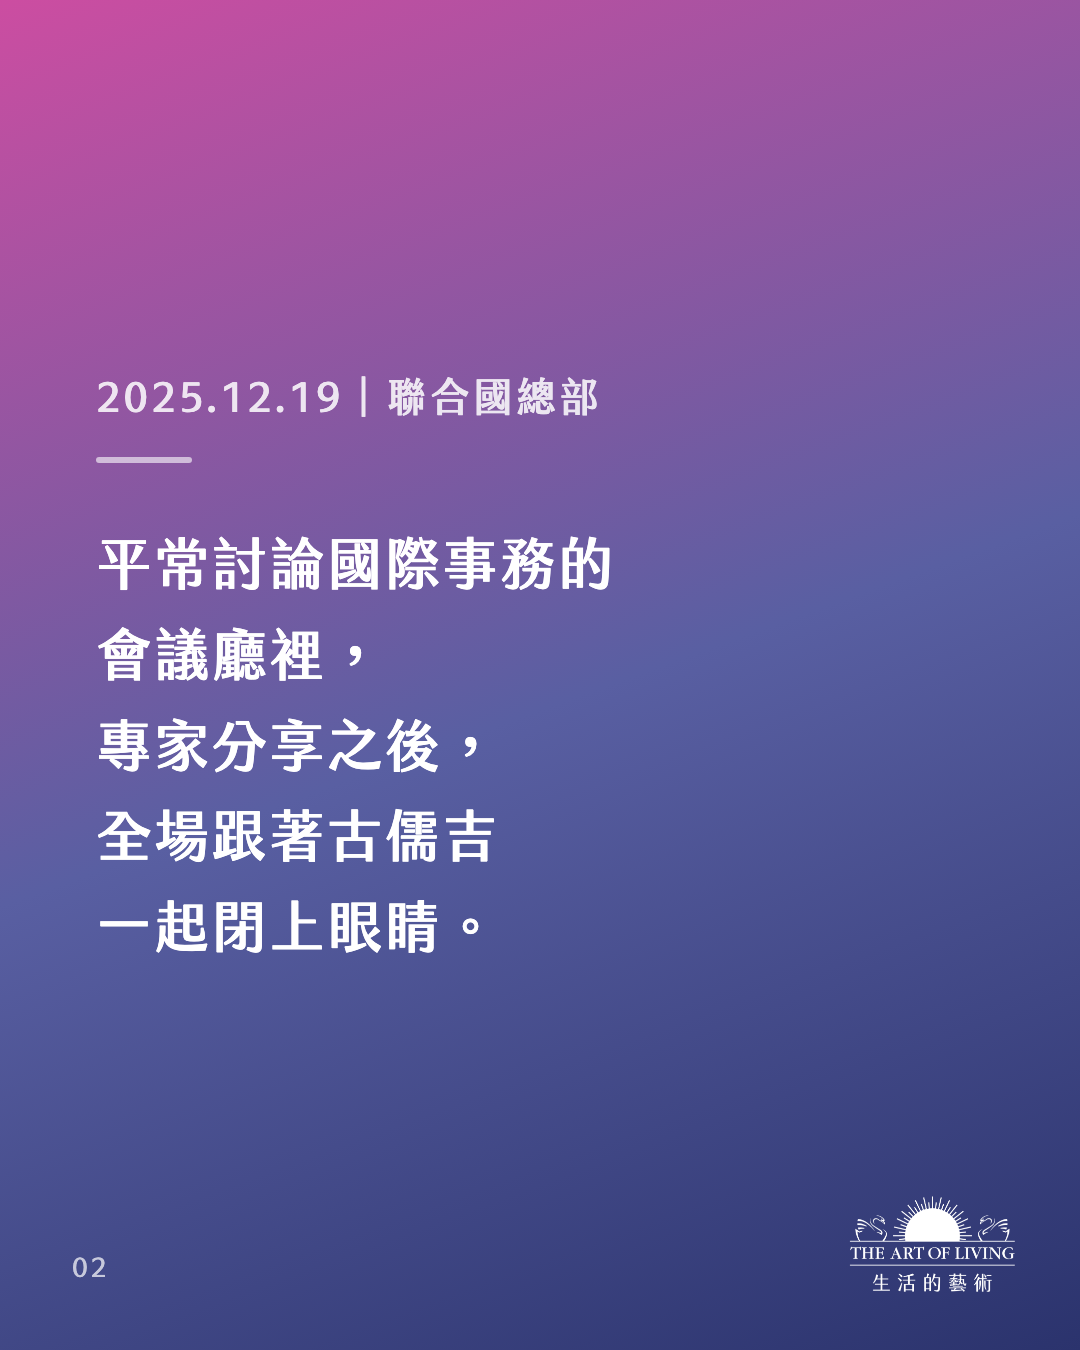 2025.12.19｜聯合國總部
平常討論國際事務的
會議廳裡，
專家分享之後，
全場跟著古儒吉
一起閉上眼睛。
02
THE ART OF LIVING
生活的藝術